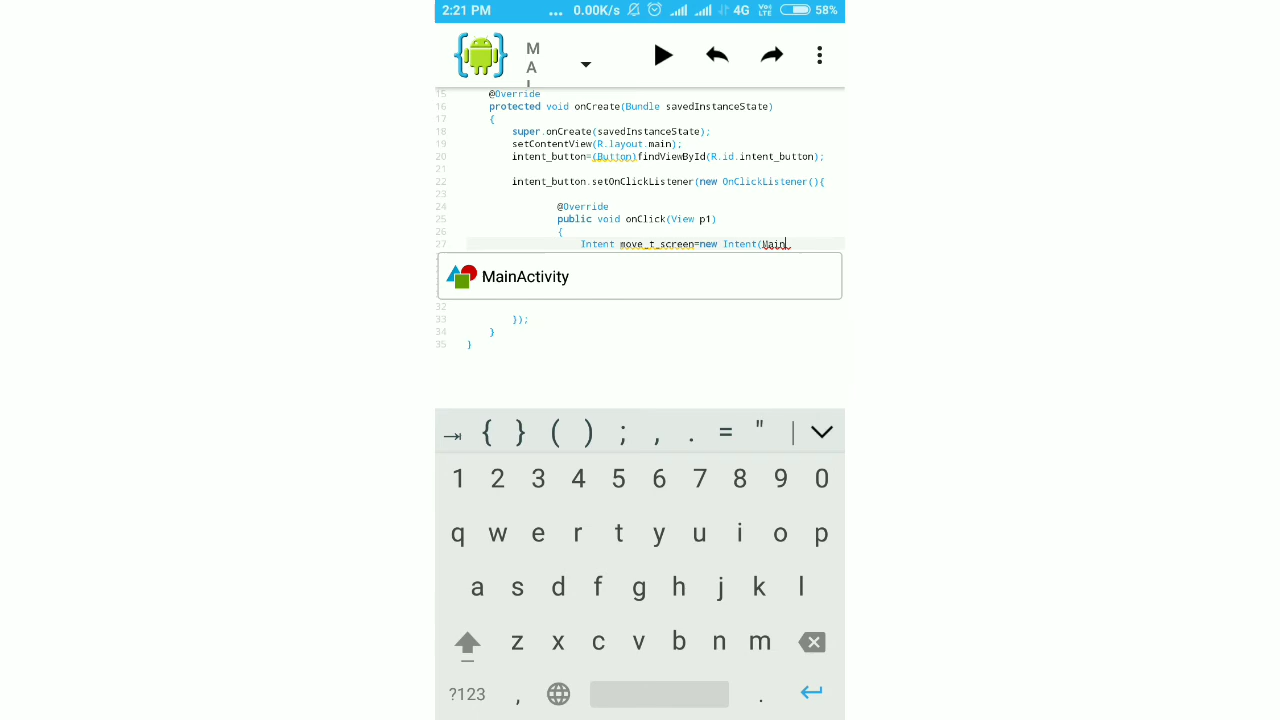 2:21 PM ... 0.00K/s 4G Vo) LTE 58%
M
A
15 @Override
16 protected void onCreate(Bundle savedInstanceState)
17 {
18 super.onCreate(savedInstanceState);
19 setContentView(R.layout.main);
20 intent_button=(Button)findViewById(R.id.intent_button);
21
22 intent_button.setOnClickListener(new OnClickListener(){
23
24 @Override
25 public void onClick(View p1)
26 {
27 Intent move_t_screen=new Intent(Main
MainActivity
32
33 });
34 }
35 }
{ } ( ) ; , . = " |
1 2 3 4 5 6 7 8 9 0
q w e r t y u i o p
a s d f g h j k l
z x c v b n m
?123 , .